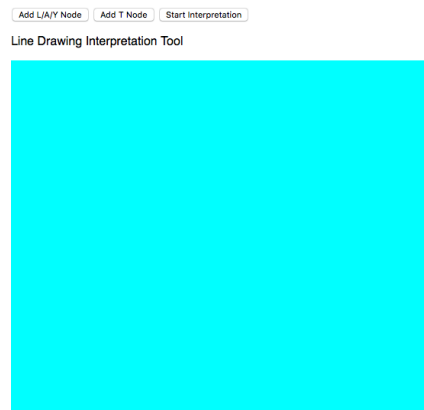 Add L/A/Y Node Add T Node Start Interpretation
Line Drawing Interpretation Tool